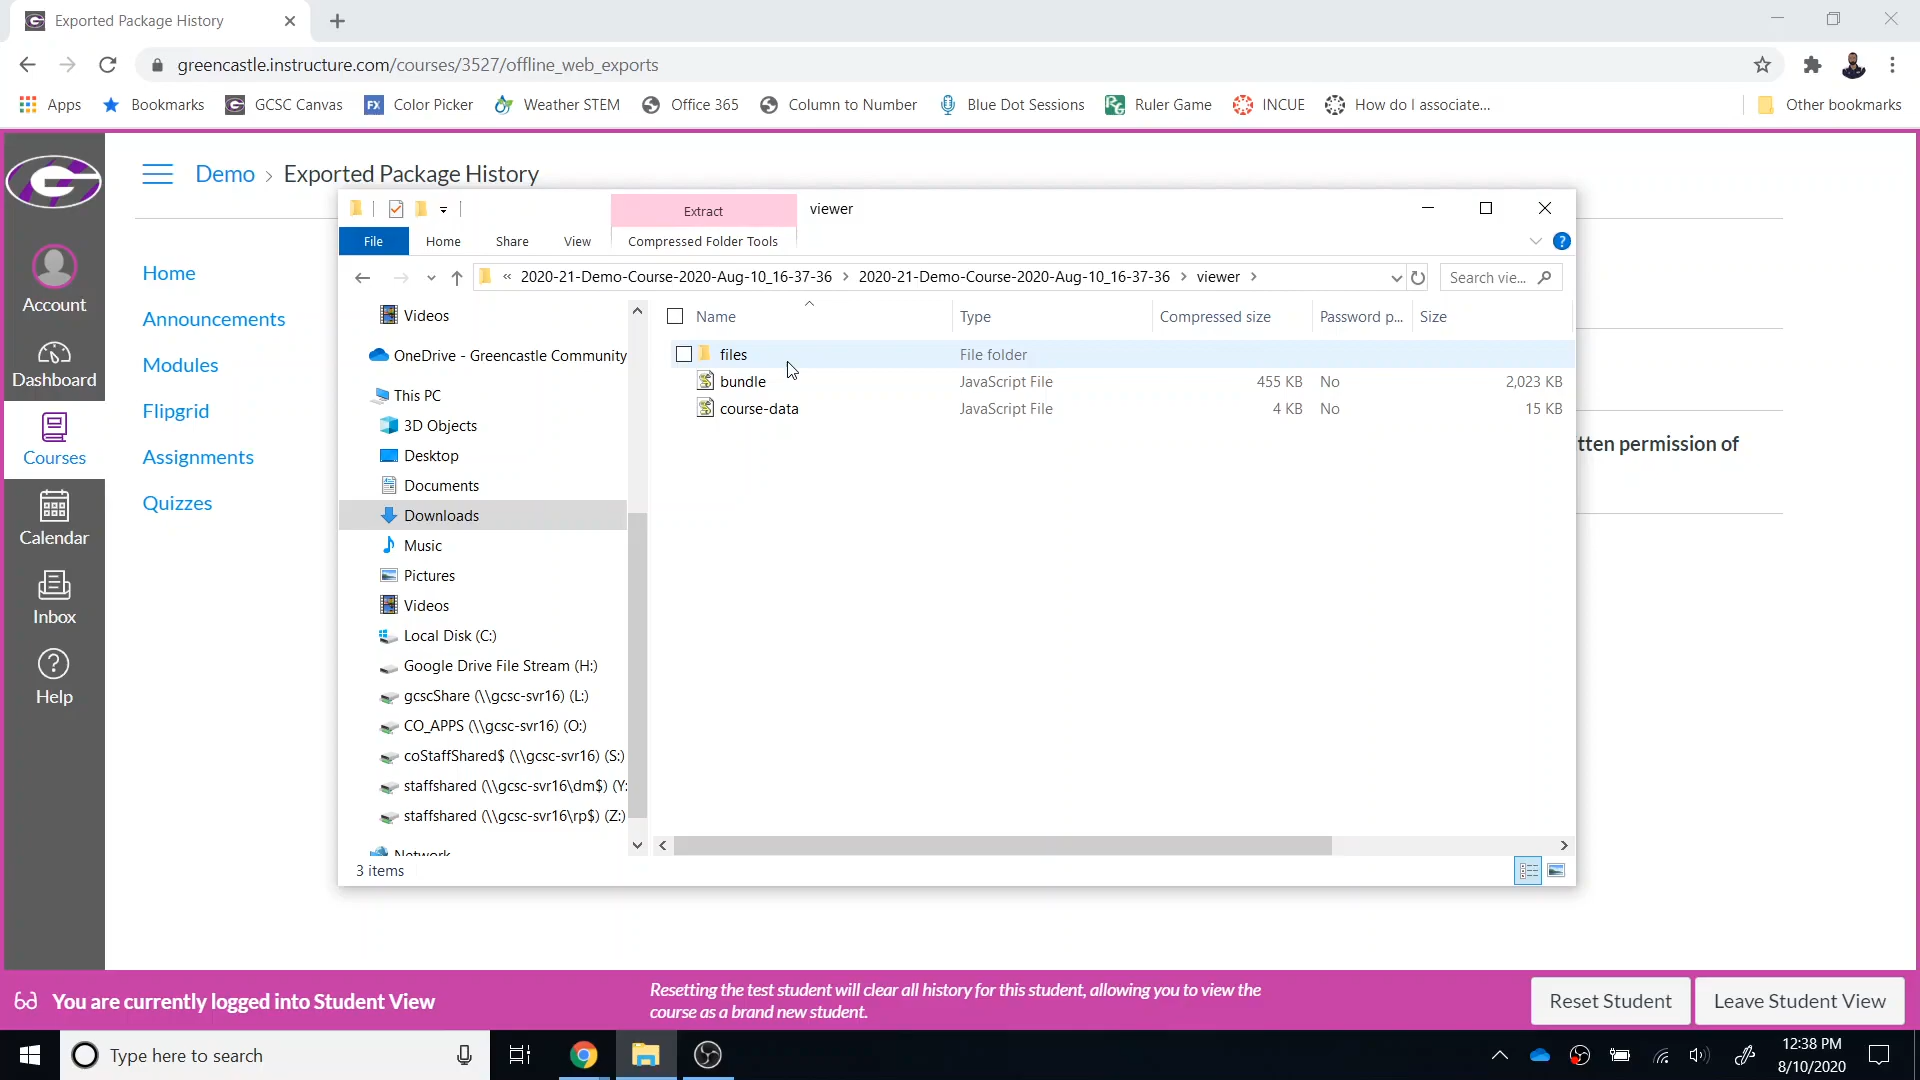 Exported Package History
greencastle.instructure.com/courses/3527/offline_web_exports
Apps
Bookmarks
GCSC Canvas
FX
Color Picker
Weather STEM
Office 365
Column to Number
Blue Dot Sessions
Ruler Game
INCUE
How do I associate...
Other bookmarks
Demo > Exported Package History
Account
Dashboard
Courses
Calendar
Inbox
Help
Home
Announcements
Modules
Flipgrid
Assignments
Quizzes
Extract
viewer
File
Home
Share
View
Compressed Folder Tools
« 2020-21-Demo-Course-2020-Aug-10_16-37-36 > 2020-21-Demo-Course-2020-Aug-10_16-37-36 > viewer >
Search vie...
Videos
OneDrive - Greencastle Community
This PC
3D Objects
Desktop
Documents
Downloads
Music
Pictures
Videos
Local Disk (C:)
Google Drive File Stream (H:)
gcscShare (\\gcsc-svr16) (L:)
CO_APPS (\\gcsc-svr16) (O:)
coStaffShared$ (\\gcsc-svr16) (S:)
staffshared (\\gcsc-svr16\dm$) (Y:
staffshared (\\gcsc-svr16\rp$) (Z:)
Network
Name Type Compressed size Password p... Size
files File folder
bundle JavaScript File 455 KB No 2,023 KB
course-data JavaScript File 4 KB No 15 KB
3 items
tten permission of
You are currently logged into Student View
Resetting the test student will clear all history for this student, allowing you to view the
course as a brand new student.
Reset Student
Leave Student View
Type here to search
12:38 PM
8/10/2020